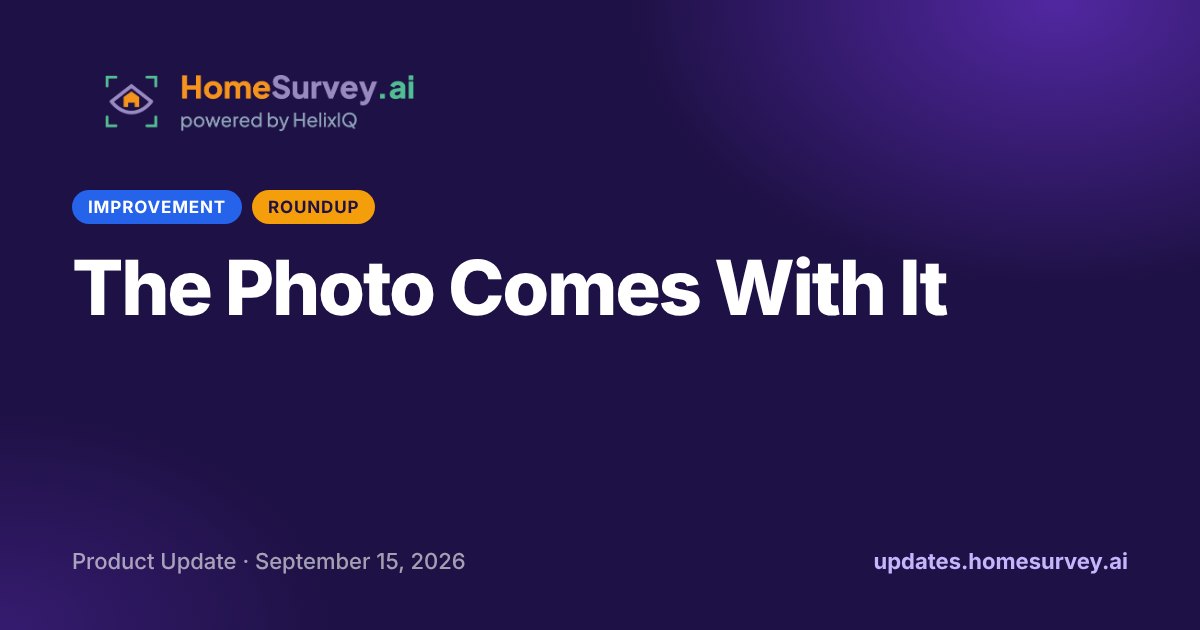 HomeSurvey.ai
powered by HelixIQ
IMPROVEMENT ROUNDUP
The Photo Comes With It
Product Update · September 15, 2026
updates.homesurvey.ai